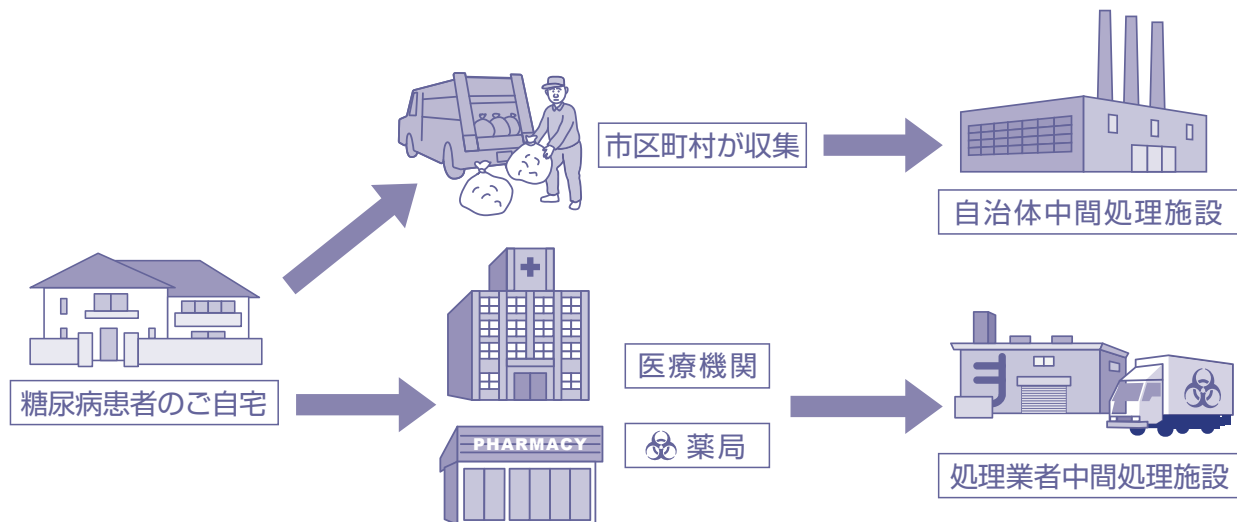 市区町村が収集
自治体中間処理施設
糖尿病患者のご自宅
医療機関
PHARMACY
薬局
処理業者中間処理施設